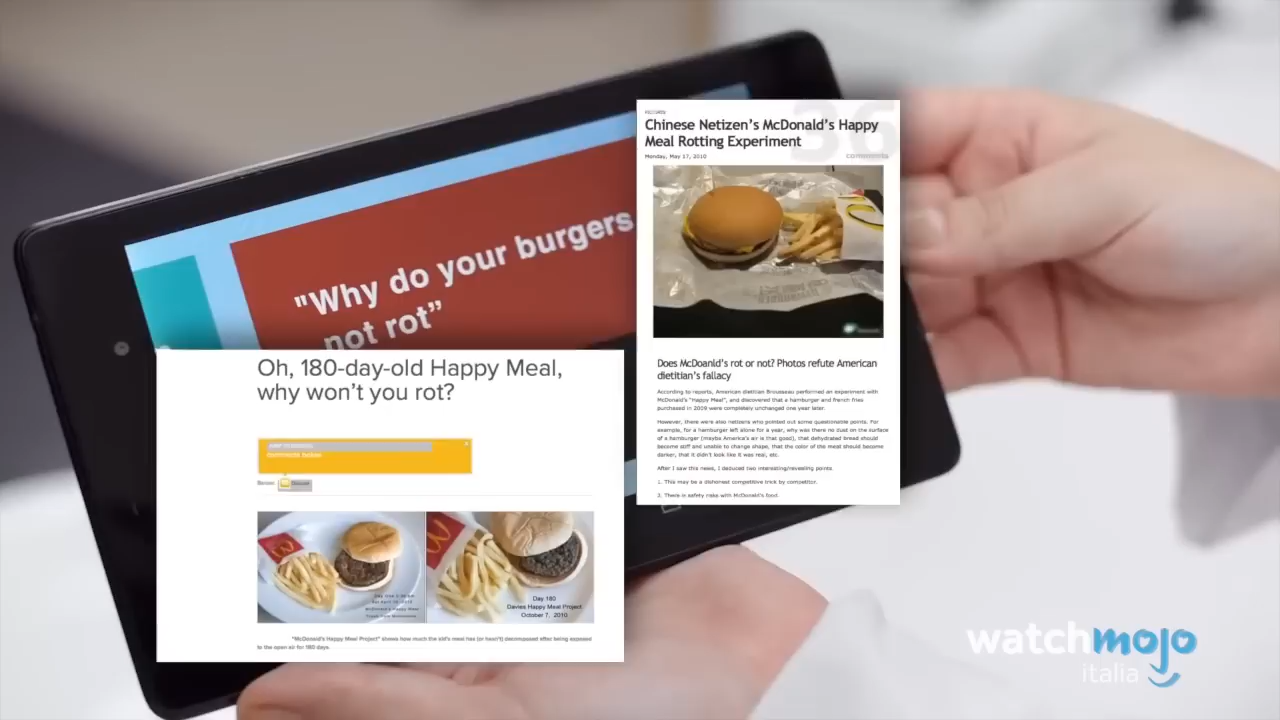 "Why do your burgers
not rot”
36
comments
PICTURES
Chinese Netizen’s McDonald’s Happy
Meal Rotting Experiment
Monday, May 17, 2010
Does McDoanld’s rot or not? Photos refute American
dietitian’s fallacy
According to reports, American dietitian Brousseau performed an experiment with
McDonald's "Happy Meal", and discovered that a hamburger and french fries
purchased in 2009 were completely unchanged one year later.
However, there were also netizens who pointed out some questionable points. For
example, for a hamburger left alone for a year, why was there no dust on the surface
of a hamburger (maybe America's air is that good), that dehydrated bread should
become stiff and unable to change shape, that the color of the meat should become
darker, that it didn't look like it was real, etc.
After I saw this news, I deduced two interesting/revealing points.
1. This may be a dishonest competitive trick by competitor.
2. There is safety risks with McDonald's food.
Oh, 180-day-old Happy Meal,
why won’t you rot?
comments below
Day 180
Davies Happy Meal Project
October 7, 2010
"McDonald's Happy Meal Project" shows how much the old's meal has (or hasn't) decomposed after being exposed
to the open air for 180 days.
watchmojo
italia